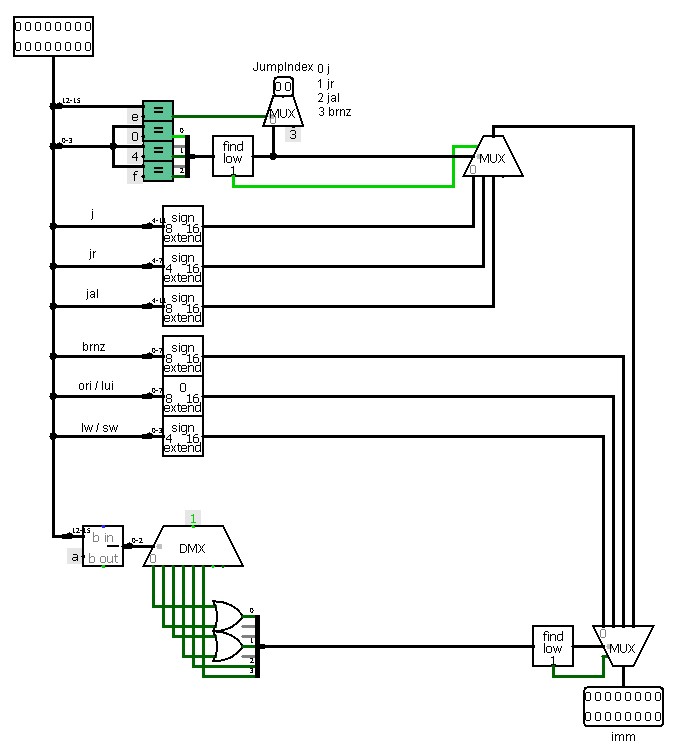 00000000
00000000
JumpIndex 0 j
00
1 jr
2 jal
3 brnz
12-15
e
=
MUX
0
3
0-3
0
=
0
4
=
1
f
=
2
find
low
1
MUX
0
j
4-11
sign
8 16
extend
jr
4-7
sign
4 16
extend
jal
4-11
sign
8 16
extend
brnz
0-7
sign
8 16
extend
ori / lui
0-7
0
8 16
extend
lw / sw
0-3
sign
4 16
extend
1
12-15
b in
a
b out
0-2
DMX
0
0
1
2
3
find
low
1
0
MUX
00000000
00000000
imm